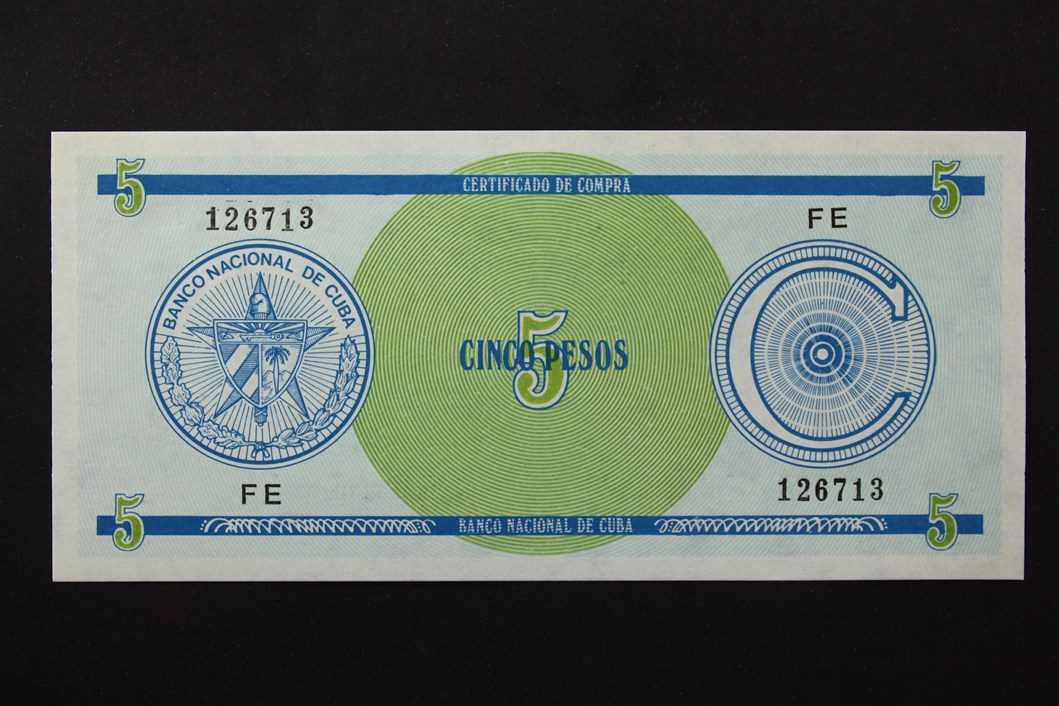 5 CERTIFICADO DE COMPRA 5
126713 FE
BANCO NACIONAL DE CUBA
C
5
CINCO PESOS
FE 126713
5 BANCO NACIONAL DE CUBA 5